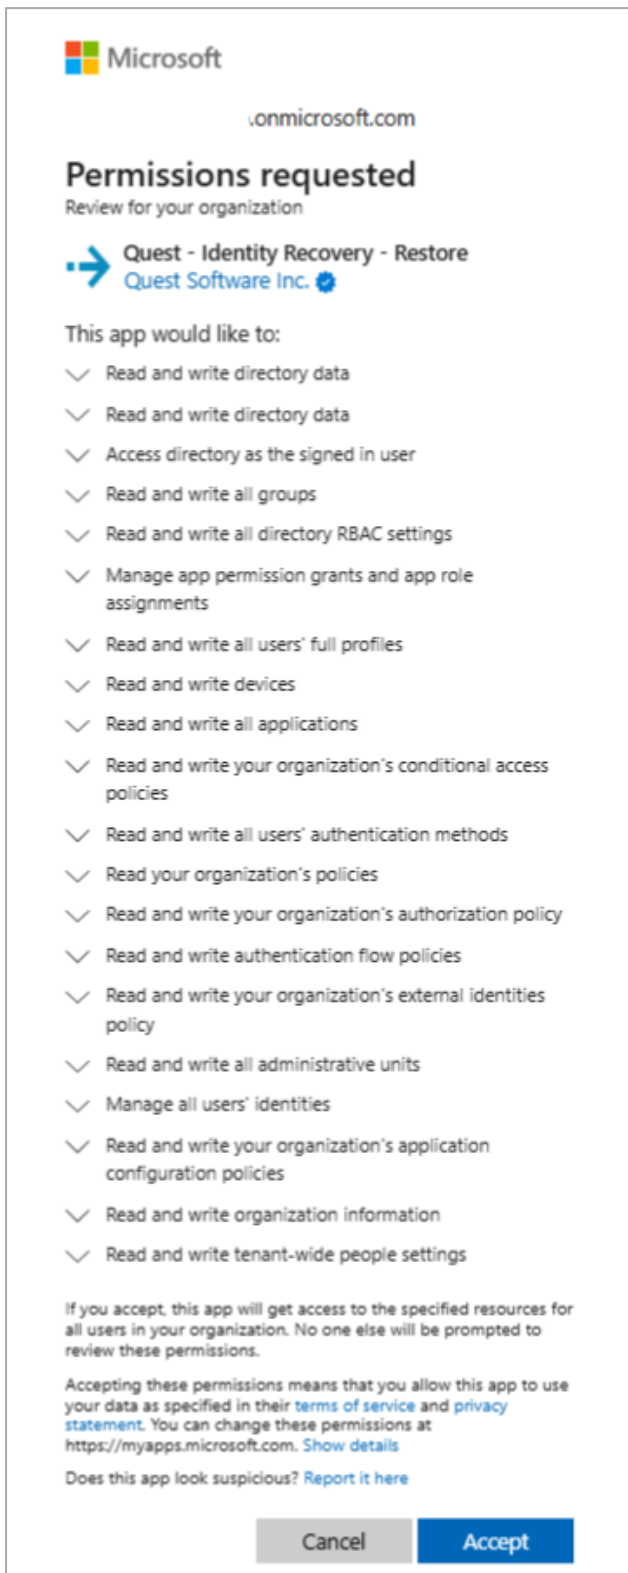 Microsoft
.onmicrosoft.com
Permissions requested
Review for your organization
Quest - Identity Recovery - Restore
Quest Software Inc.
This app would like to:
Read and write directory data
Read and write directory data
Access directory as the signed in user
Read and write all groups
Read and write all directory RBAC settings
Manage app permission grants and app role
assignments
Read and write all users' full profiles
Read and write devices
Read and write all applications
Read and write your organization's conditional access
policies
Read and write all users' authentication methods
Read your organization's policies
Read and write your organization's authorization policy
Read and write authentication flow policies
Read and write your organization's external identities
policy
Read and write all administrative units
Manage all users' identities
Read and write your organization's application
configuration policies
Read and write organization information
Read and write tenant-wide people settings
If you accept, this app will get access to the specified resources for
all users in your organization. No one else will be prompted to
review these permissions.
Accepting these permissions means that you allow this app to use
your data as specified in their terms of service and privacy
statement. You can change these permissions at
https://myapps.microsoft.com. Show details
Does this app look suspicious? Report it here
Cancel Accept